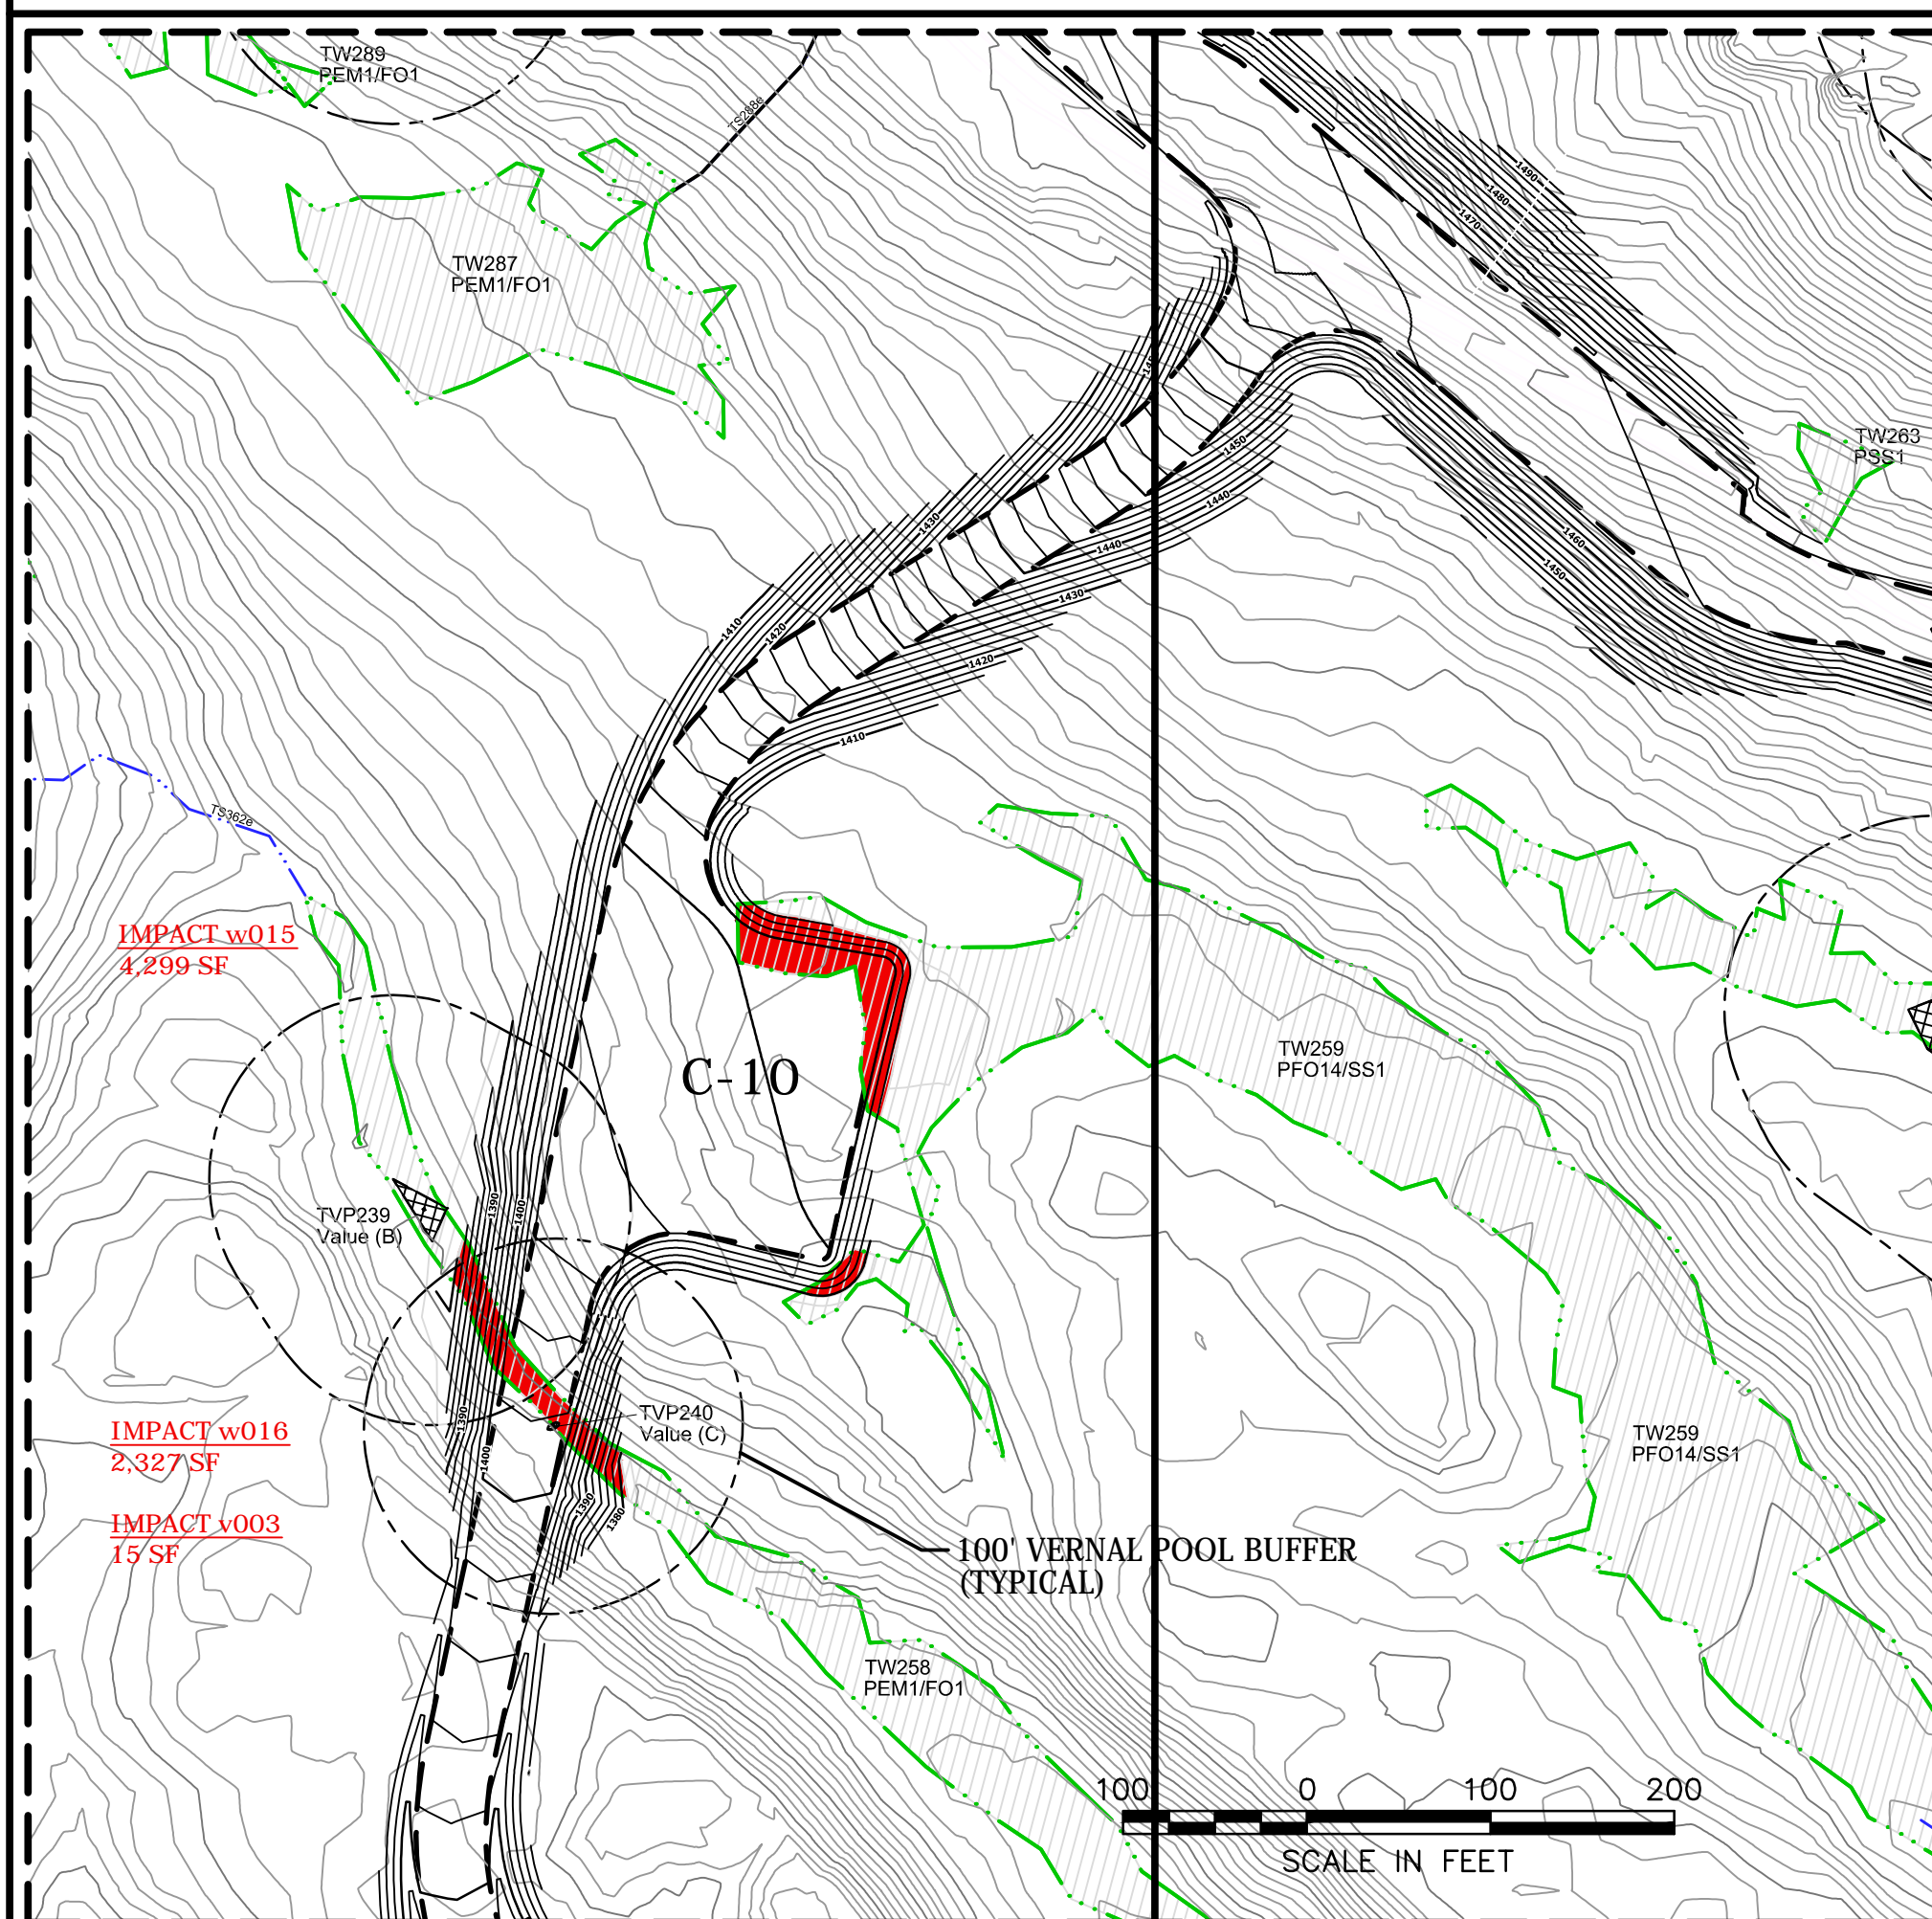 TW289
PEM1/FO1
TS288e
1490
1480
1470
TW287
PEM1/FO1
TW263
PSS1
1450
1440
1430
1440
1460
1450
1430
1410
1420
1420
1410
TS362e
IMPACT w015
4,299 SF
C-10
TW259
PFO14/SS1
TVP239
Value (B)
1390
1400
TVP240
Value (C)
IMPACT w016
2,327 SF
1390
1400
1390
1380
TW259
PFO14/SS1
IMPACT v003
15 SF
100' VERNAL POOL BUFFER
(TYPICAL)
TW258
PEM1/FO1
100 0 100 200
SCALE IN FEET